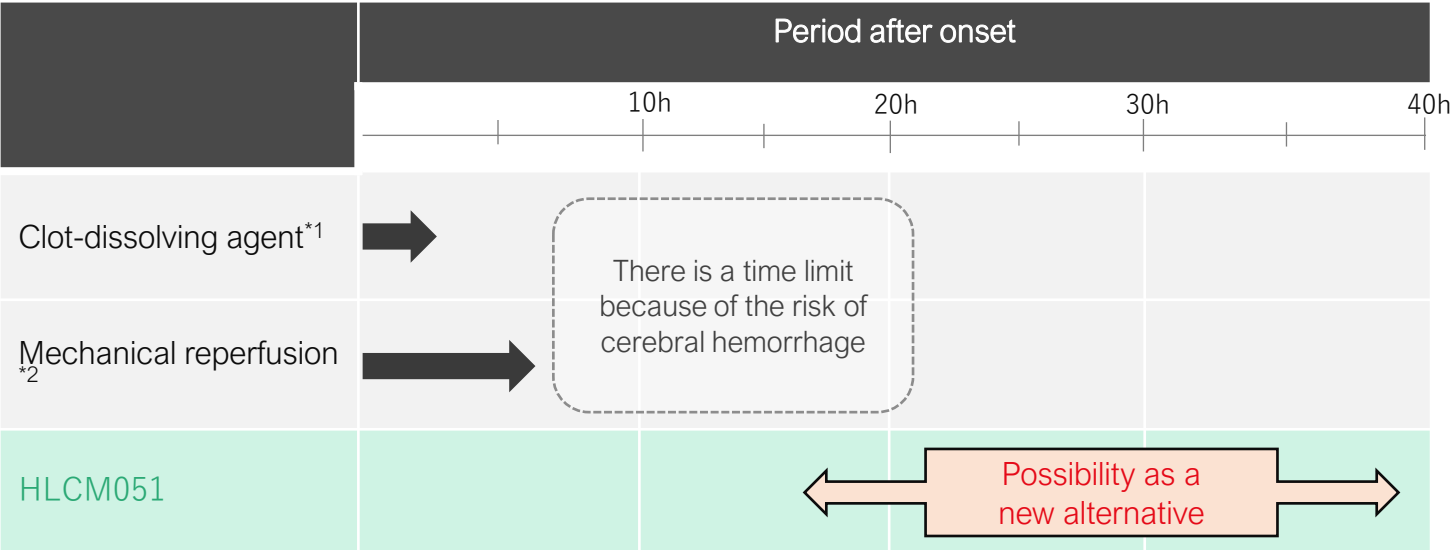 Period after onset
10h
20h
30h
40h
Clot-dissolving agent*1
There is a time limit
because of the risk of
cerebral hemorrhage
Mechanical reperfusion
*2
HLCM051
Possibility as a
new alternative